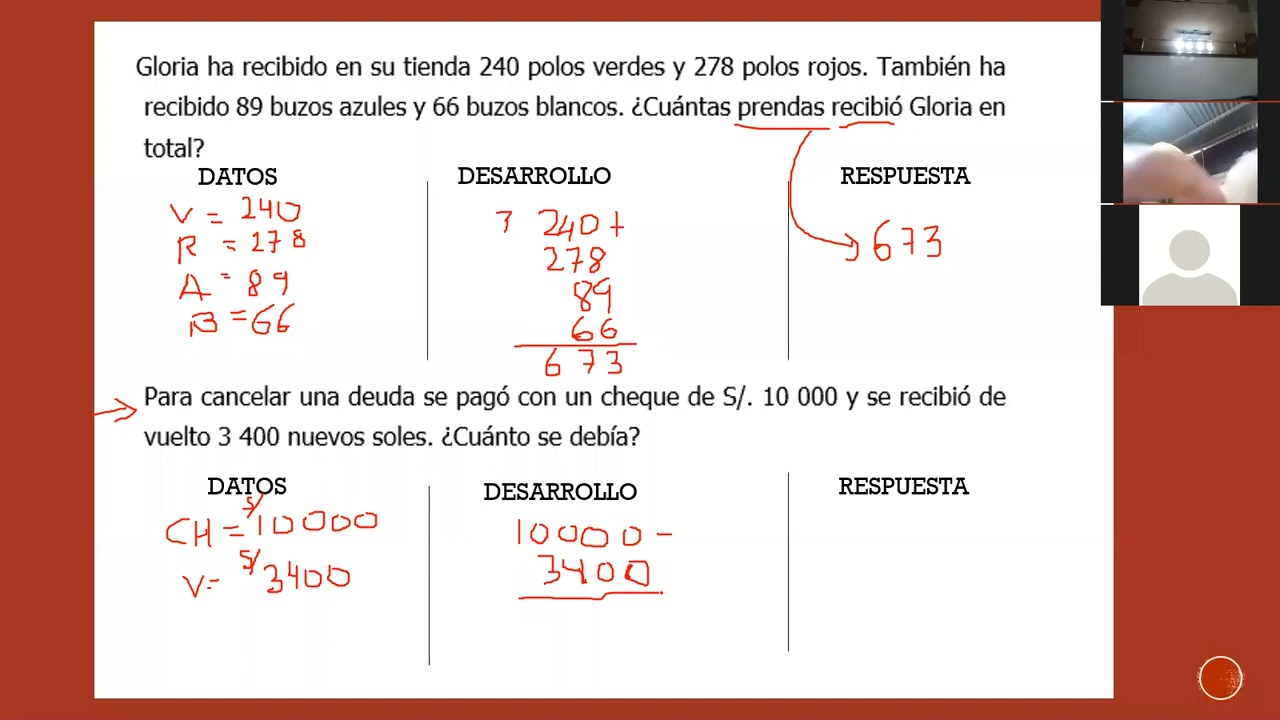 Gloria ha recibido en su tienda 240 polos verdes y 278 polos rojos. También ha
recibido 89 buzos azules y 66 buzos blancos. ¿Cuántas prendas recibió Gloria en
total?
DATOS
V = 240
R = 278
A = 89
B = 66
DESARROLLO
240 +
278
89
66
673
RESPUESTA
673
Para cancelar una deuda se pagó con un cheque de S/. 10 000 y se recibió de
vuelto 3 400 nuevos soles. ¿Cuánto se debía?
DATOS
CH = S/ 10000
V = S/ 3400
DESARROLLO
10000 -
3400
RESPUESTA